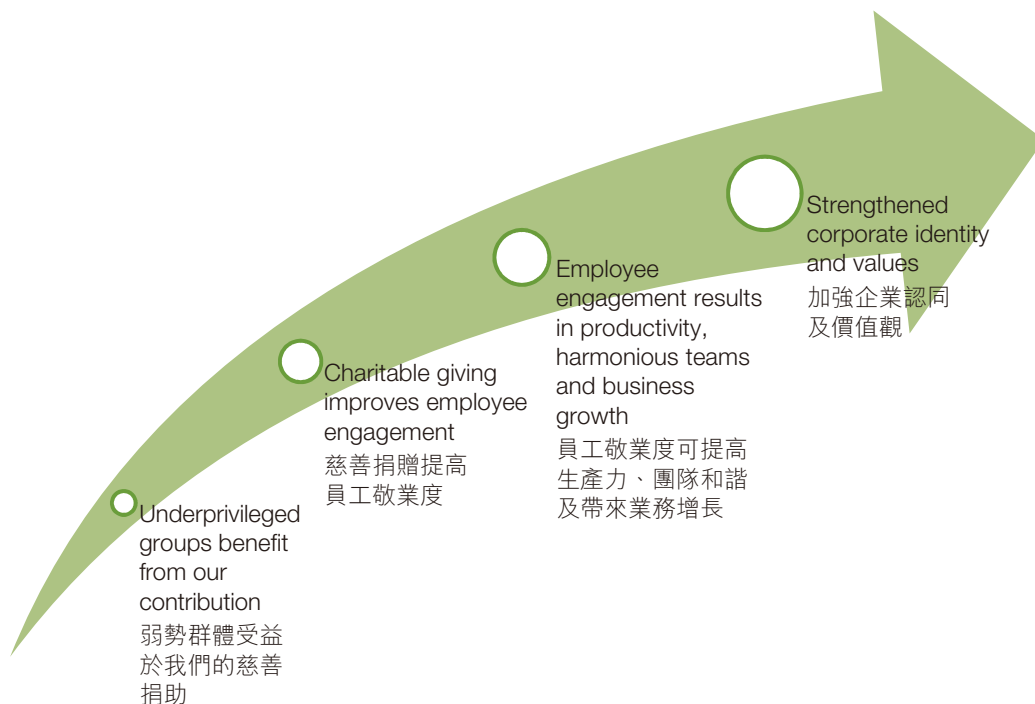 Underprivileged
groups benefit
from our
contribution
弱勢群體受益
於我們的慈善
捐助
Charitable giving
improves employee
engagement
慈善捐贈提高
員工敬業度
Employee
engagement results
in productivity,
harmonious teams
and business
growth
員工敬業度可提高
生產力、團隊和諧
及帶來業務增長
Strengthened
corporate identity
and values
加強企業認同
及價值觀